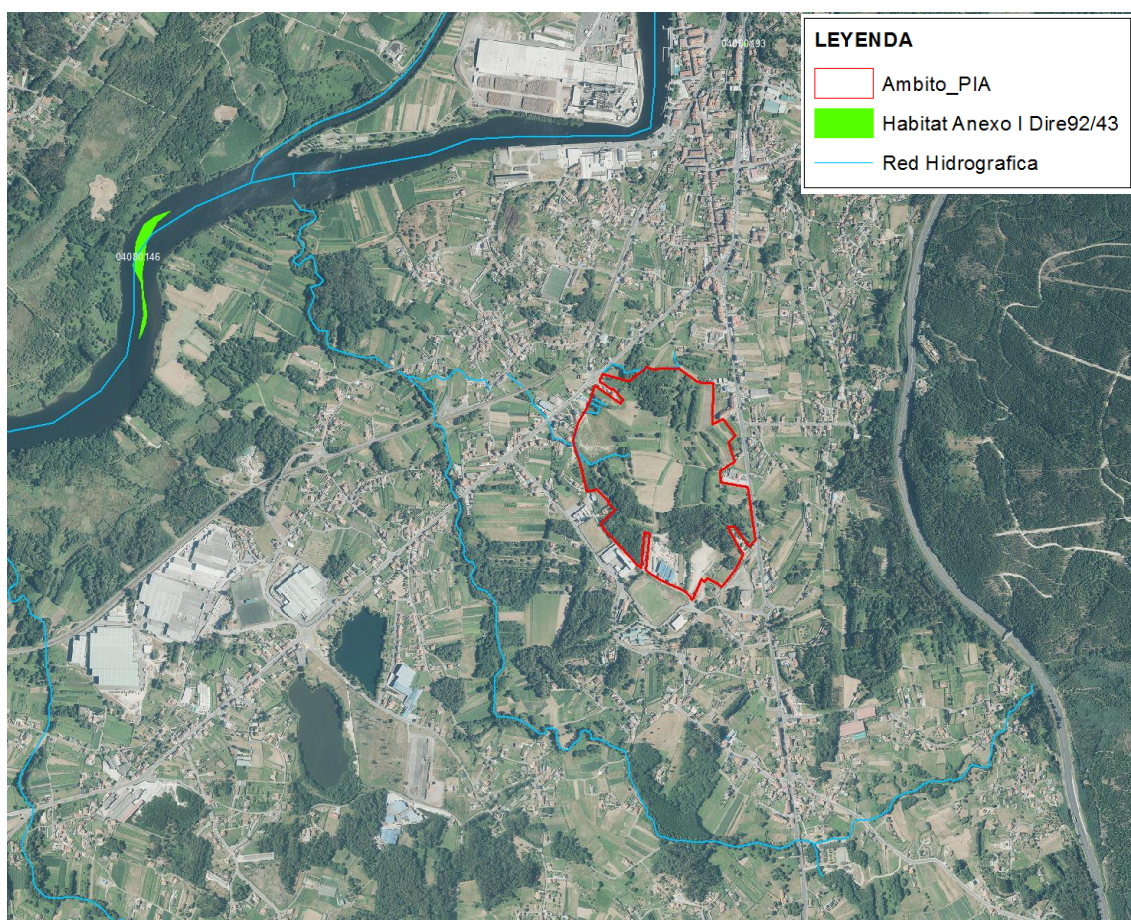 04080193
LEYENDA
Ambito_PIA
Habitat Anexo I Dire92/43
Red Hidrografica
04080146